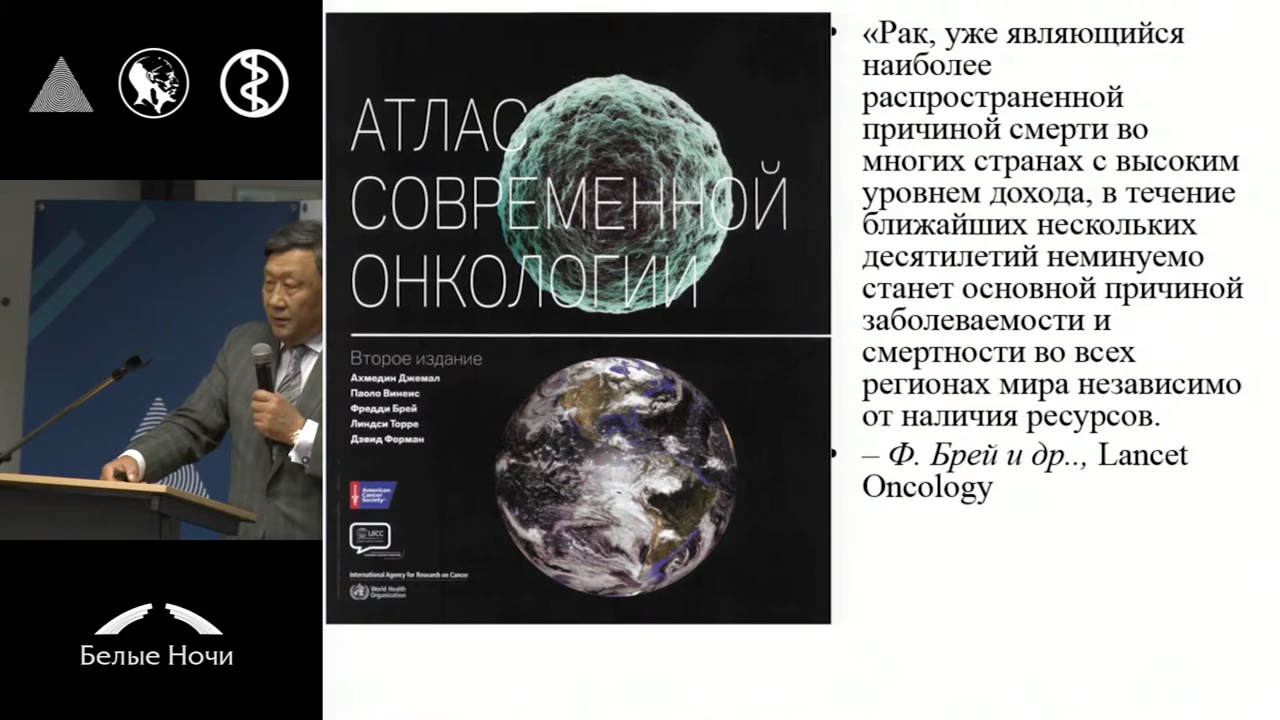 Белые Ночи
АТЛАС
СОВРЕМЕННОЙ
ОНКОЛОГИИ
Второе издание
Ахмедин Джемал
Паоло Винеис
Фредди Брей
Линдси Торре
Дэвид Форман
American
Cancer
Society
UICC
International Agency for Research on Cancer
World Health
Organization
• «Рак, уже являющийся
наиболее
распространенной
причиной смерти во
многих странах с высоким
уровнем дохода, в течение
ближайших нескольких
десятилетий неминуемо
станет основной причиной
заболеваемости и
смертности во всех
регионах мира независимо
от наличия ресурсов.
• – Ф. Брей и др.., Lancet
Oncology